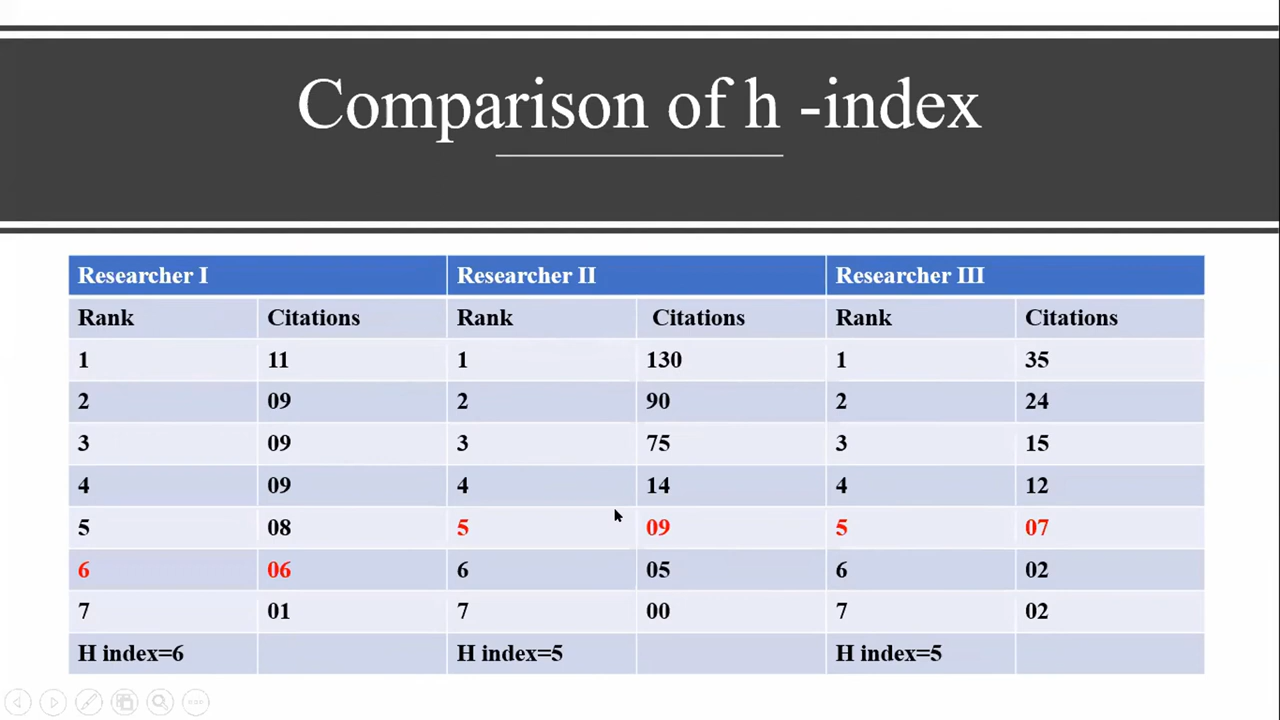 Comparison of h -index
Researcher I Researcher II Researcher III
Rank Citations Rank Citations Rank Citations
1 11 1 130 1 35
2 09 2 90 2 24
3 09 3 75 3 15
4 09 4 14 4 12
5 08 5 09 5 07
6 06 6 05 6 02
7 01 7 00 7 02
H index=6 H index=5 H index=5